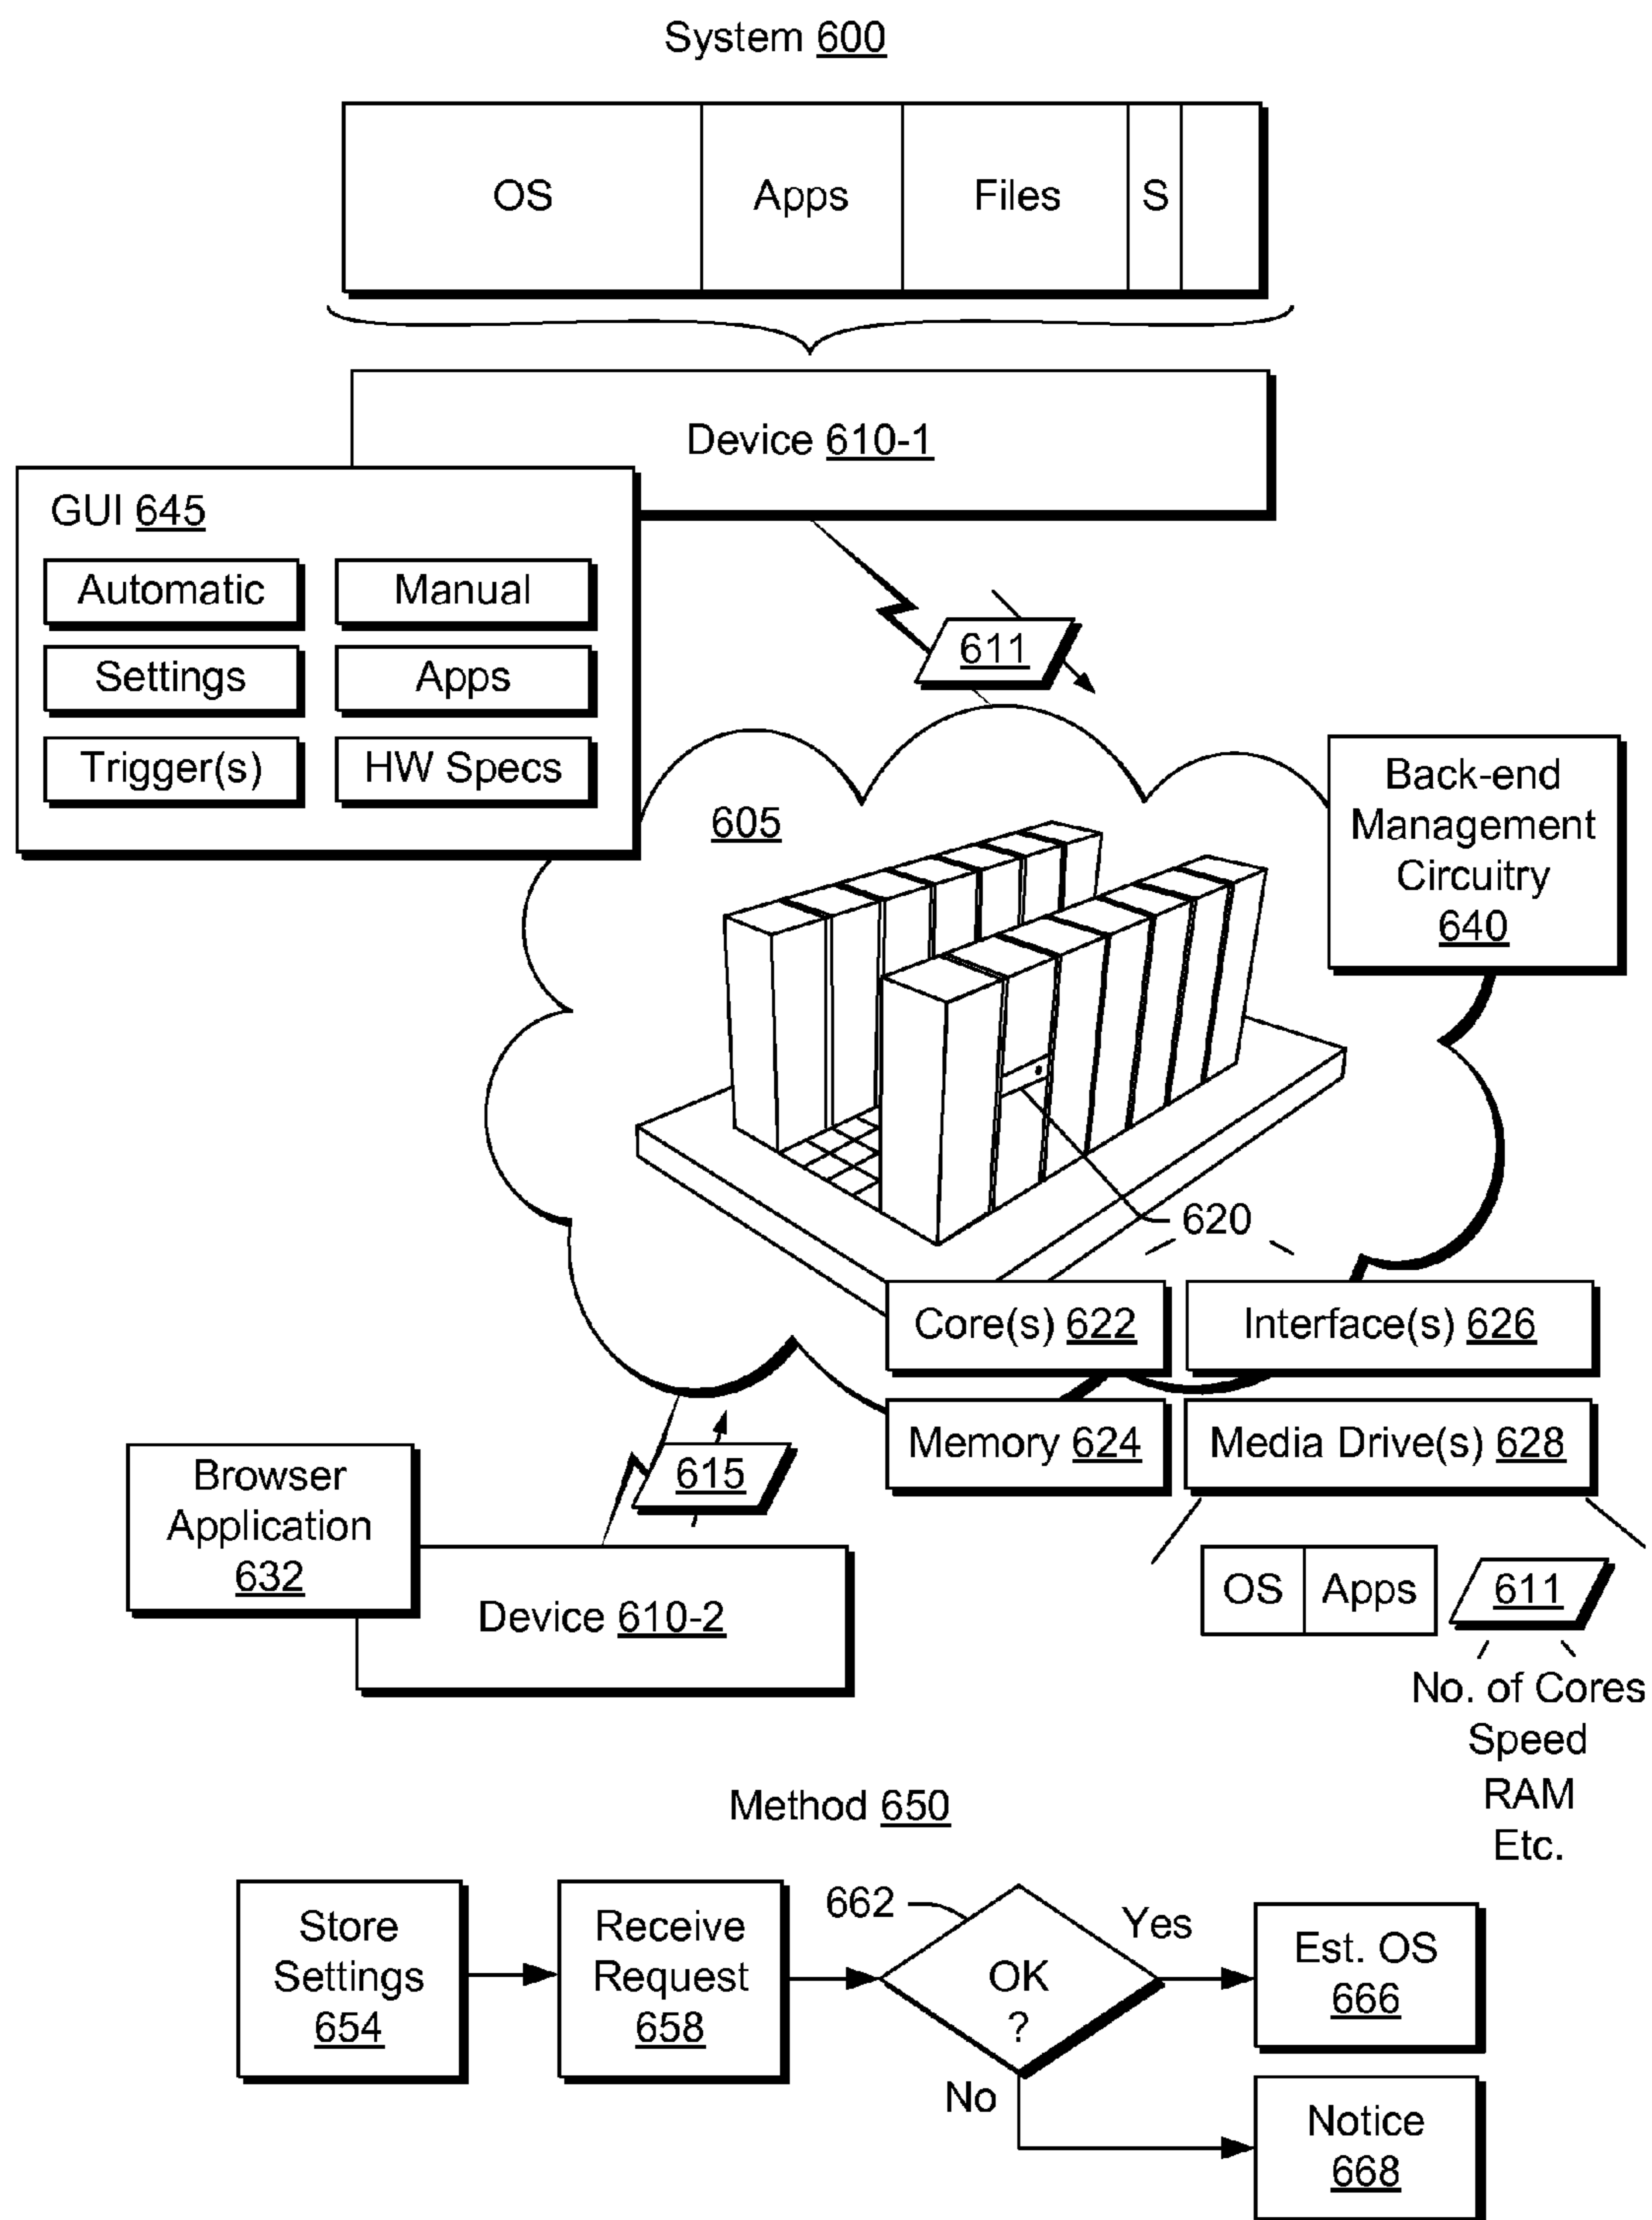 System 600
OS
Apps
Files
S
Device 610-1
GUI 645
Automatic
Manual
Settings
Apps
Trigger(s)
HW Specs
611
605
Back-end
Management
Circuitry
640
620
Core(s) 622
Interface(s) 626
Memory 624
Media Drive(s) 628
615
Browser
Application
632
Device 610-2
OS
Apps
611
No. of Cores
Speed
RAM
Etc.
Method 650
Store
Settings
654
Receive
Request
658
662
OK
?
Yes
No
Est. OS
666
Notice
668